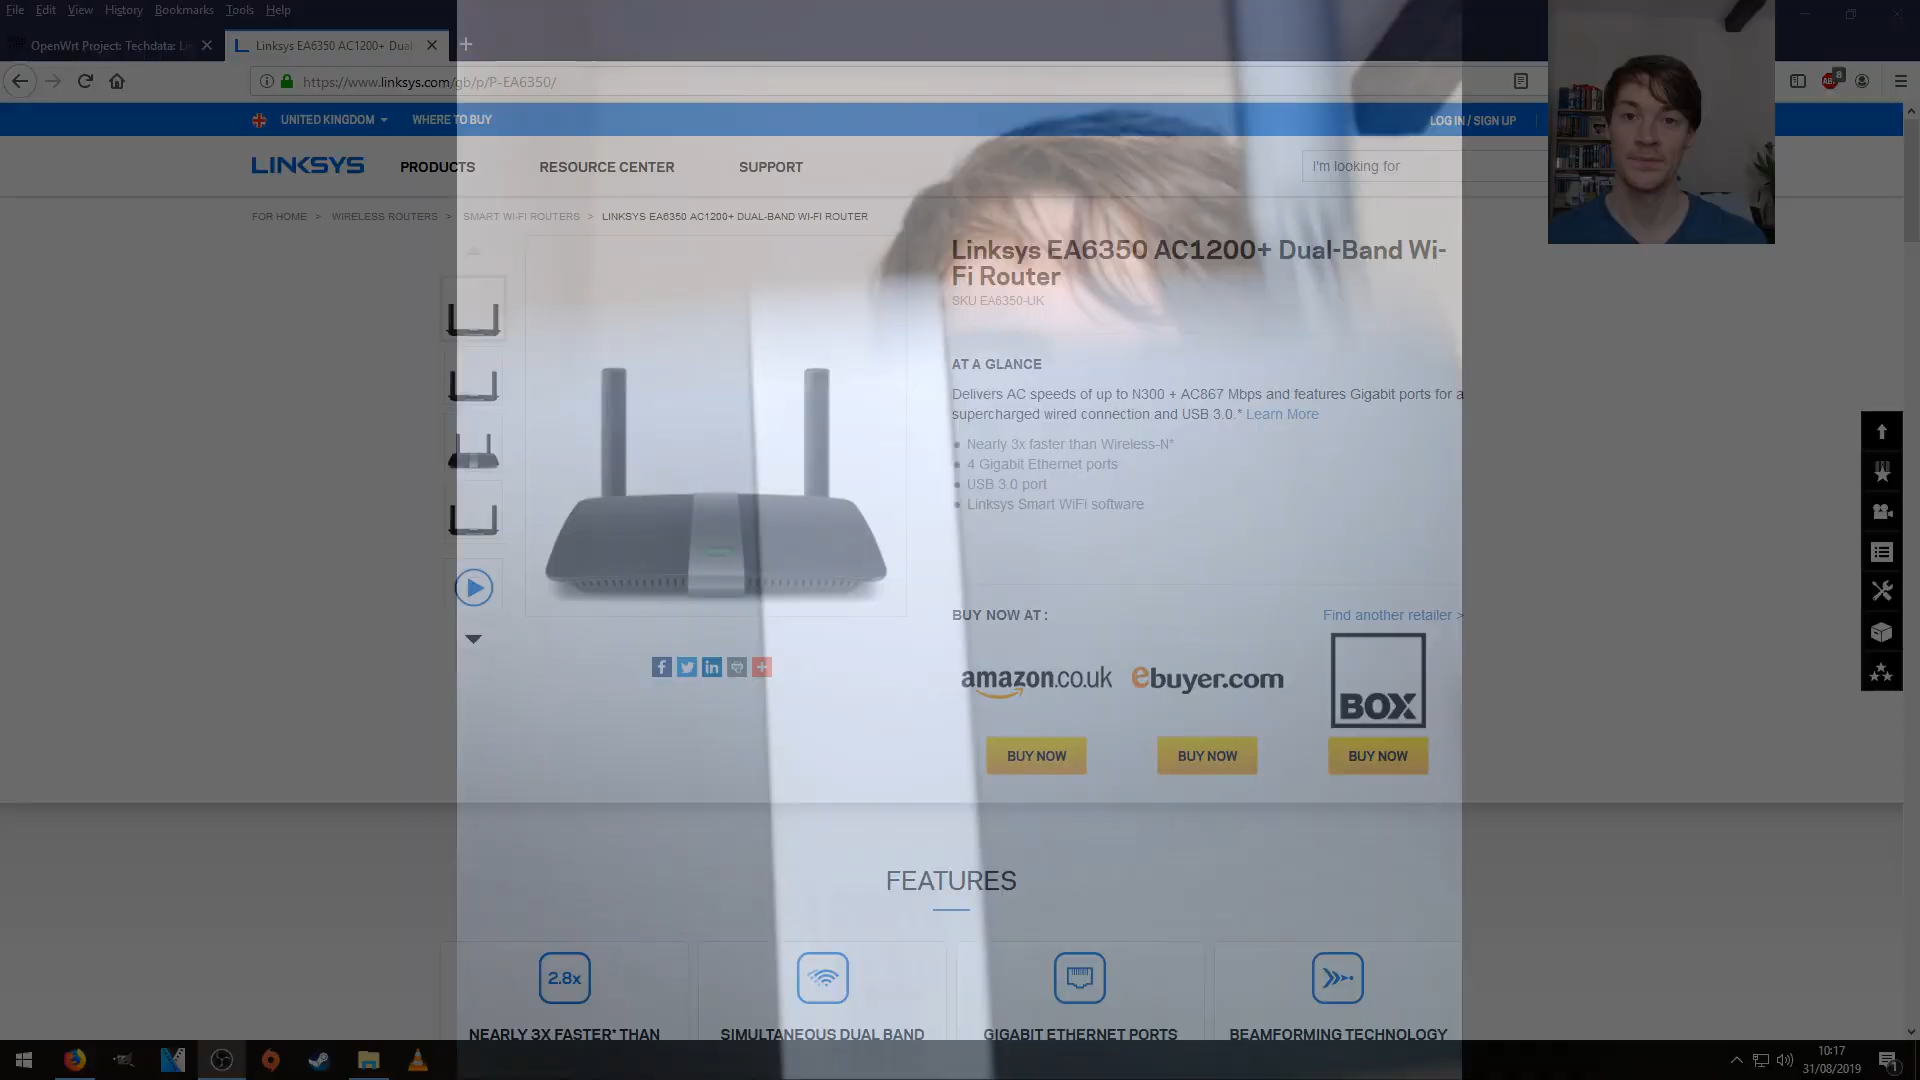 File Edit View History Bookmarks Tools Help
OpenWrt Project: Techdata: Li
Linksys EA6350 AC1200+ Dual
https://www.linksys.com/gb/p/P-EA6350/
8
UNITED KINGDOM
WHERE TO BUY
LOG IN / SIGN UP
LINKSYS
PRODUCTS
RESOURCE CENTER
SUPPORT
I'm looking for
FOR HOME > WIRELESS ROUTERS > SMART WI-FI ROUTERS > LINKSYS EA6350 AC1200+ DUAL-BAND WI-FI ROUTER
Linksys EA6350 AC1200+ Dual-Band Wi-
Fi Router
SKU EA6350-UK
AT A GLANCE
Delivers AC speeds of up to N300 + AC867 Mbps and features Gigabit ports for a
supercharged wired connection and USB 3.0.* Learn More
Nearly 3x faster than Wireless-N*
4 Gigabit Ethernet ports
USB 3.0 port
Linksys Smart WiFi software
BUY NOW AT :
Find another retailer >
amazon.co.uk
ebuyer.com
BOX
BUY NOW
BUY NOW
BUY NOW
FEATURES
2.8x
NEARLY 3X FASTER* THAN
SIMULTANEOUS DUAL BAND
GIGABIT ETHERNET PORTS
BEAMFORMING TECHNOLOGY
10:17
31/08/2019
1